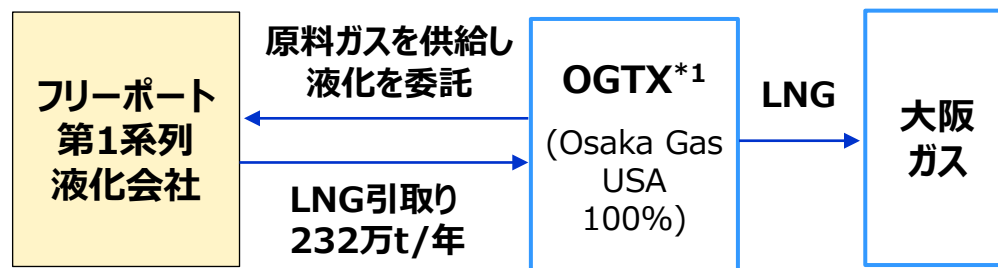 フリーポート
第1系列
液化会社
原料ガスを供給し
液化を委託
LNG引取り
232万t/年
OGTX*1
(Osaka Gas
USA
100%)
LNG
大阪
ガス